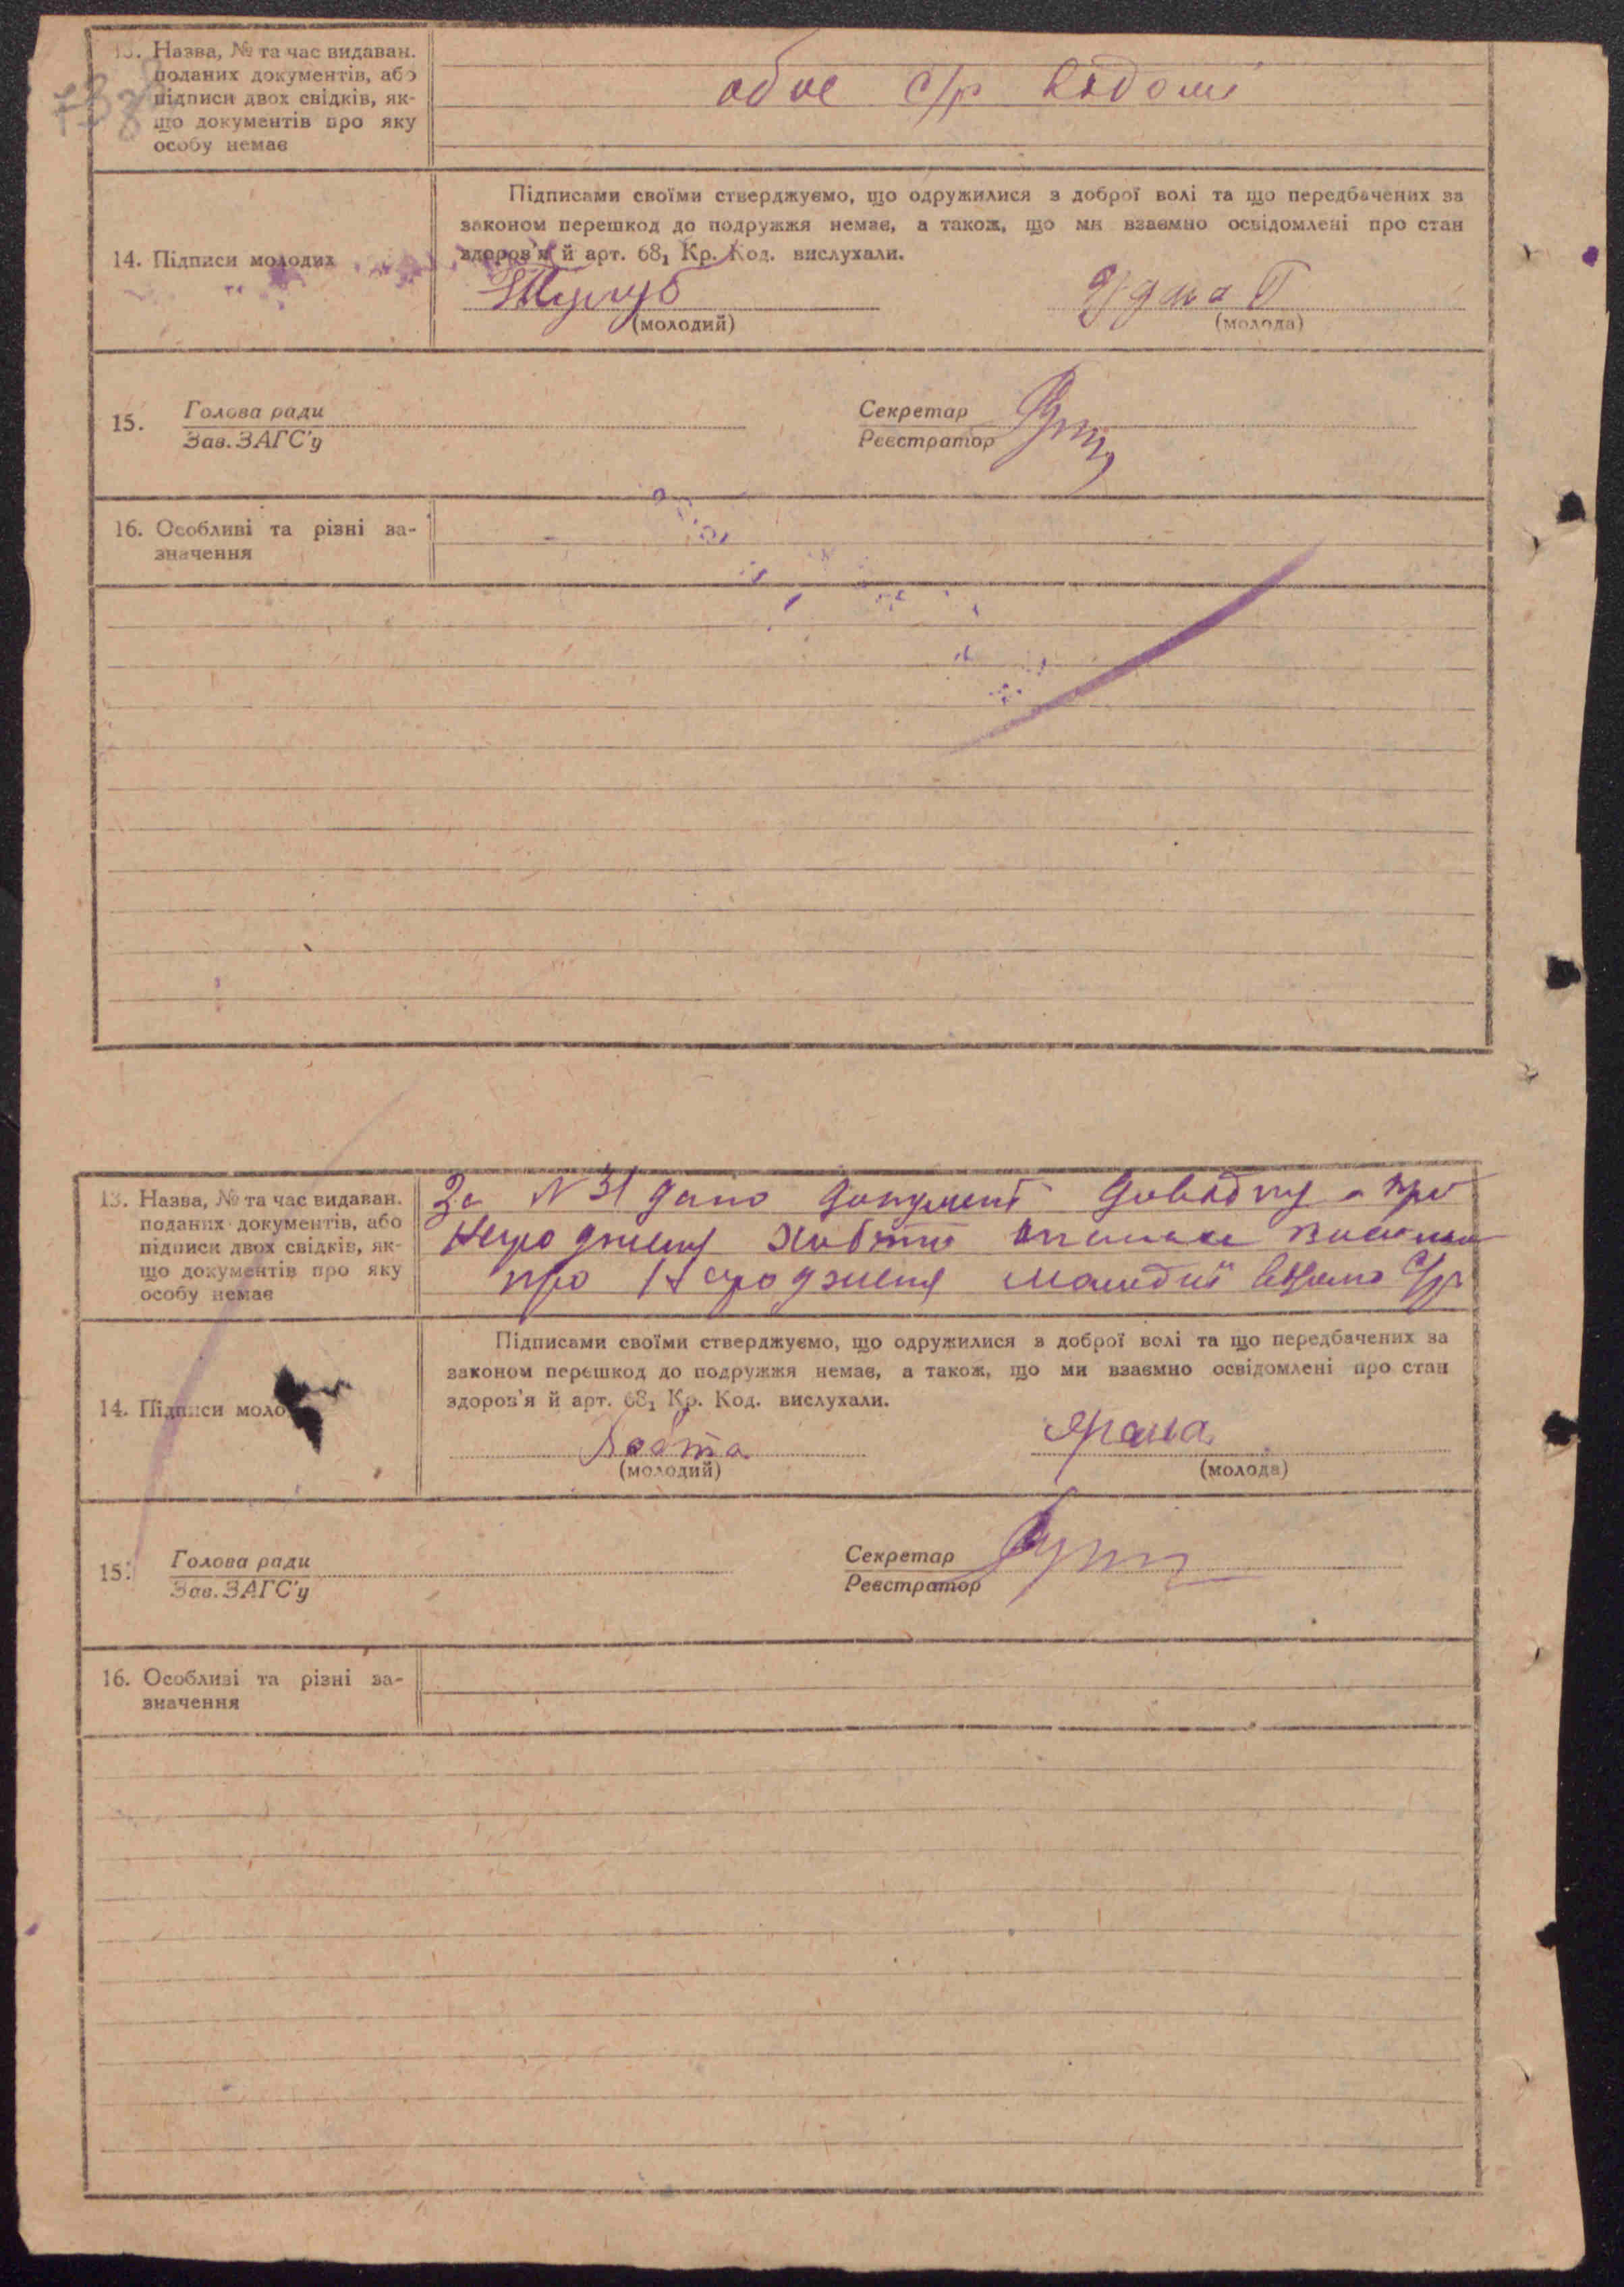 13. Назва, № та час видаван.
поданих документів, або
підписи двох свідків, як-
що документів про яку
особу немає
обоє с/р відомі
Підписами своїми стверджуємо, що одружилися з доброї волі та що передбачених за
законом перешкод до подружжя немає, а також, що ми взаємно освідомлені про стан
здоров'я й арт. 68₁ Кр. Код. вислухали.
14. Підписи молодих
(молодий) (молода)
15. Голова ради
Зав. ЗАГС'у
Секретар
Реєстратор
16. Особливі та різні за-
значення
13. Назва, № та час видаван.
поданих документів, або
підписи двох свідків, як-
що документів про яку
особу немає
За N 31 дано документ довідку про
про молодий с/р
Підписами своїми стверджуємо, що одружилися з доброї волі та що передбачених за
законом перешкод до подружжя немає, а також, що ми взаємно освідомлені про стан
здоров'я й арт. 68₁ Кр. Код. вислухали.
14. Підписи моло
(молодий) (молода)
15. Голова ради
Зав. ЗАГС'у
Секретар
Реєстратор
16. Особливі та різні за-
значення